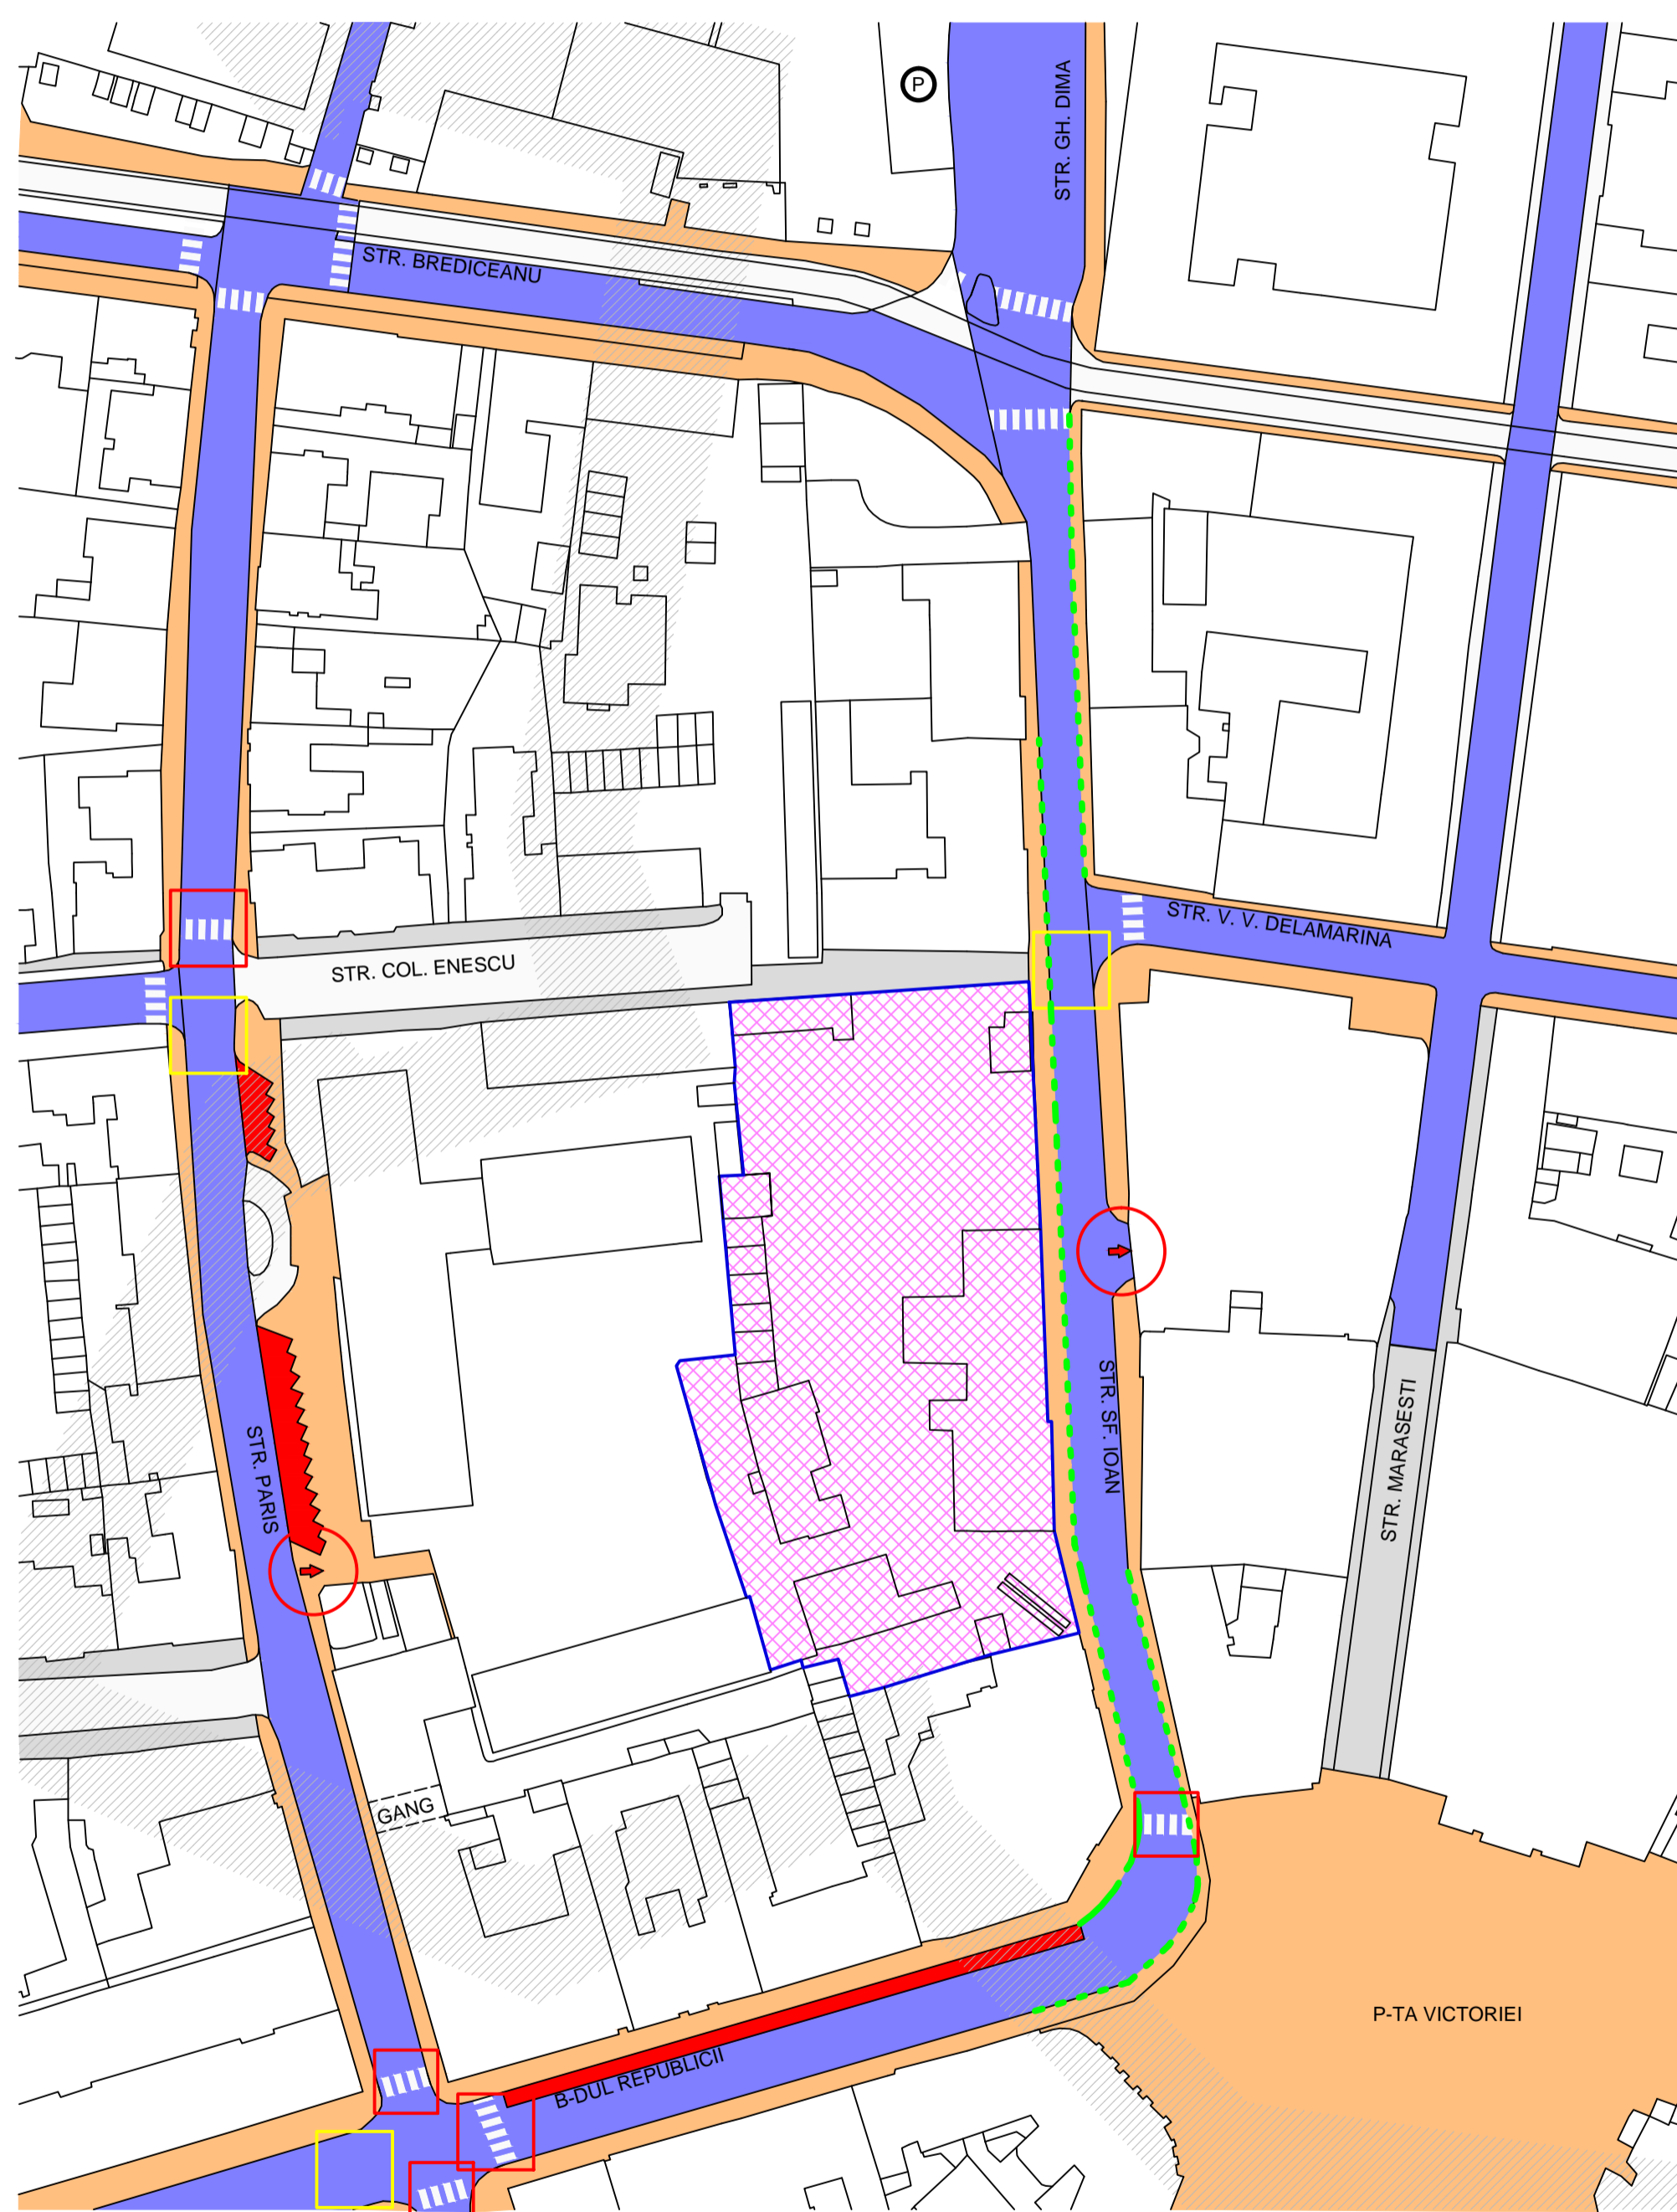 P
STR. GH. DIMA
STR. BREDICEANU
STR. V. V. DELAMARINA
STR. COL. ENESCU
STR. SF. IOAN
STR. MARASESTI
STR. PARIS
GANG
P-TA VICTORIEI
B-DUL REPUBLICII